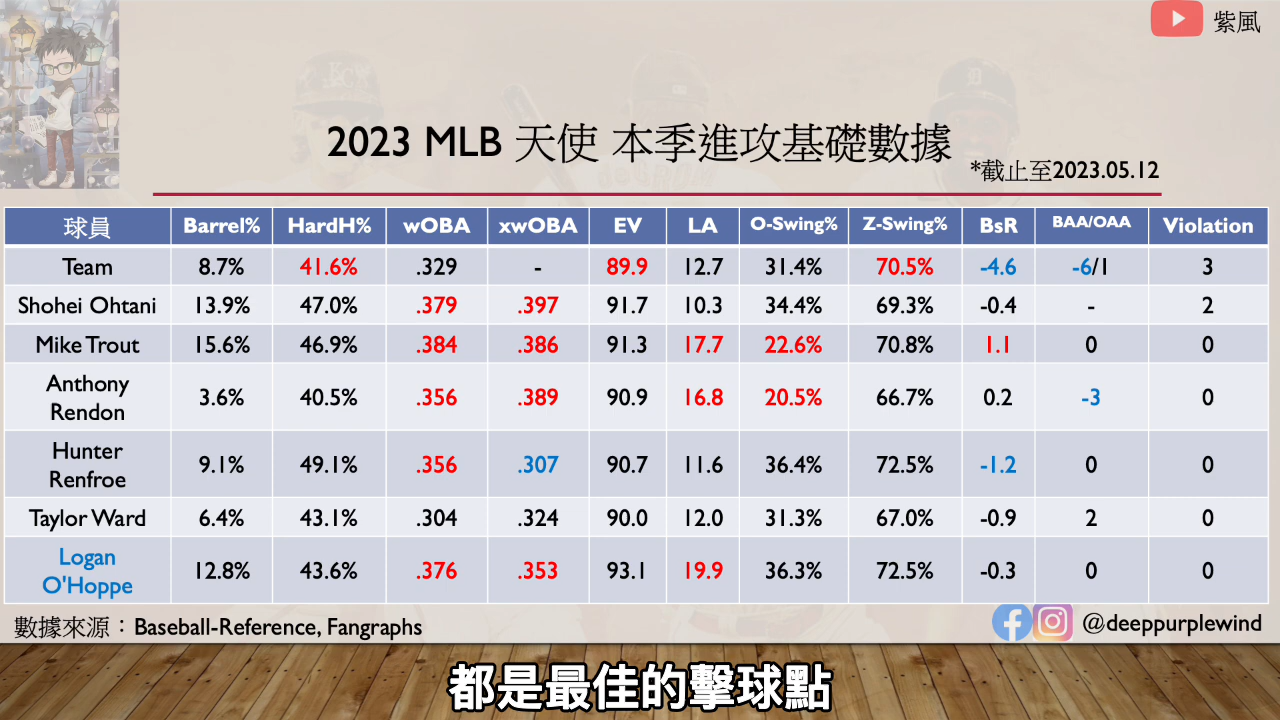 紫風
2023 MLB 天使 本季進攻基礎數據
*截止至2023.05.12
球員 Barrel% HardH% wOBA xwOBA EV LA O-Swing% Z-Swing% BsR BAA/OAA Violation
Team 8.7% 41.6% .329 - 89.9 12.7 31.4% 70.5% -4.6 -6/1 3
Shohei Ohtani 13.9% 47.0% .379 .397 91.7 10.3 34.4% 69.3% -0.4 - 2
Mike Trout 15.6% 46.9% .384 .386 91.3 17.7 22.6% 70.8% 1.1 0 0
Anthony
Rendon 3.6% 40.5% .356 .389 90.9 16.8 20.5% 66.7% 0.2 -3 0
Hunter
Renfroe 9.1% 49.1% .356 .307 90.7 11.6 36.4% 72.5% -1.2 0 0
Taylor Ward 6.4% 43.1% .304 .324 90.0 12.0 31.3% 67.0% -0.9 2 0
Logan
O'Hoppe 12.8% 43.6% .376 .353 93.1 19.9 36.3% 72.5% -0.3 0 0
數據來源：Baseball-Reference, Fangraphs
@deeppurplewind
都是最佳的擊球點